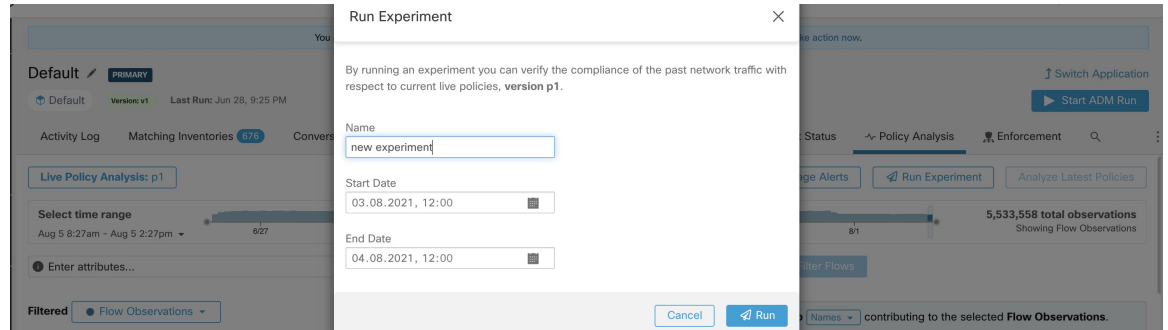 Run Experiment
You
ke action now.
By running an experiment you can verify the compliance of the past network traffic with
respect to current live policies, version p1.
Default
PRIMARY
Switch Application
Default
Version: v1
Last Run: Jun 28, 9:25 PM
Start ADM Run
Name
Activity Log
Matching Inventories 676
Convers
new experiment
Status
Policy Analysis
Enforcement
Live Policy Analysis: p1
Start Date
03.08.2021, 12:00
age Alerts
Run Experiment
Analyze Latest Policies
Select time range
Aug 5 8:27am - Aug 5 2:27pm
6/27
8/1
5,533,558 total observations
Showing Flow Observations
End Date
04.08.2021, 12:00
Enter attributes...
Filter Flows
Filtered
Flow Observations
Cancel
Run
Names
contributing to the selected Flow Observations.